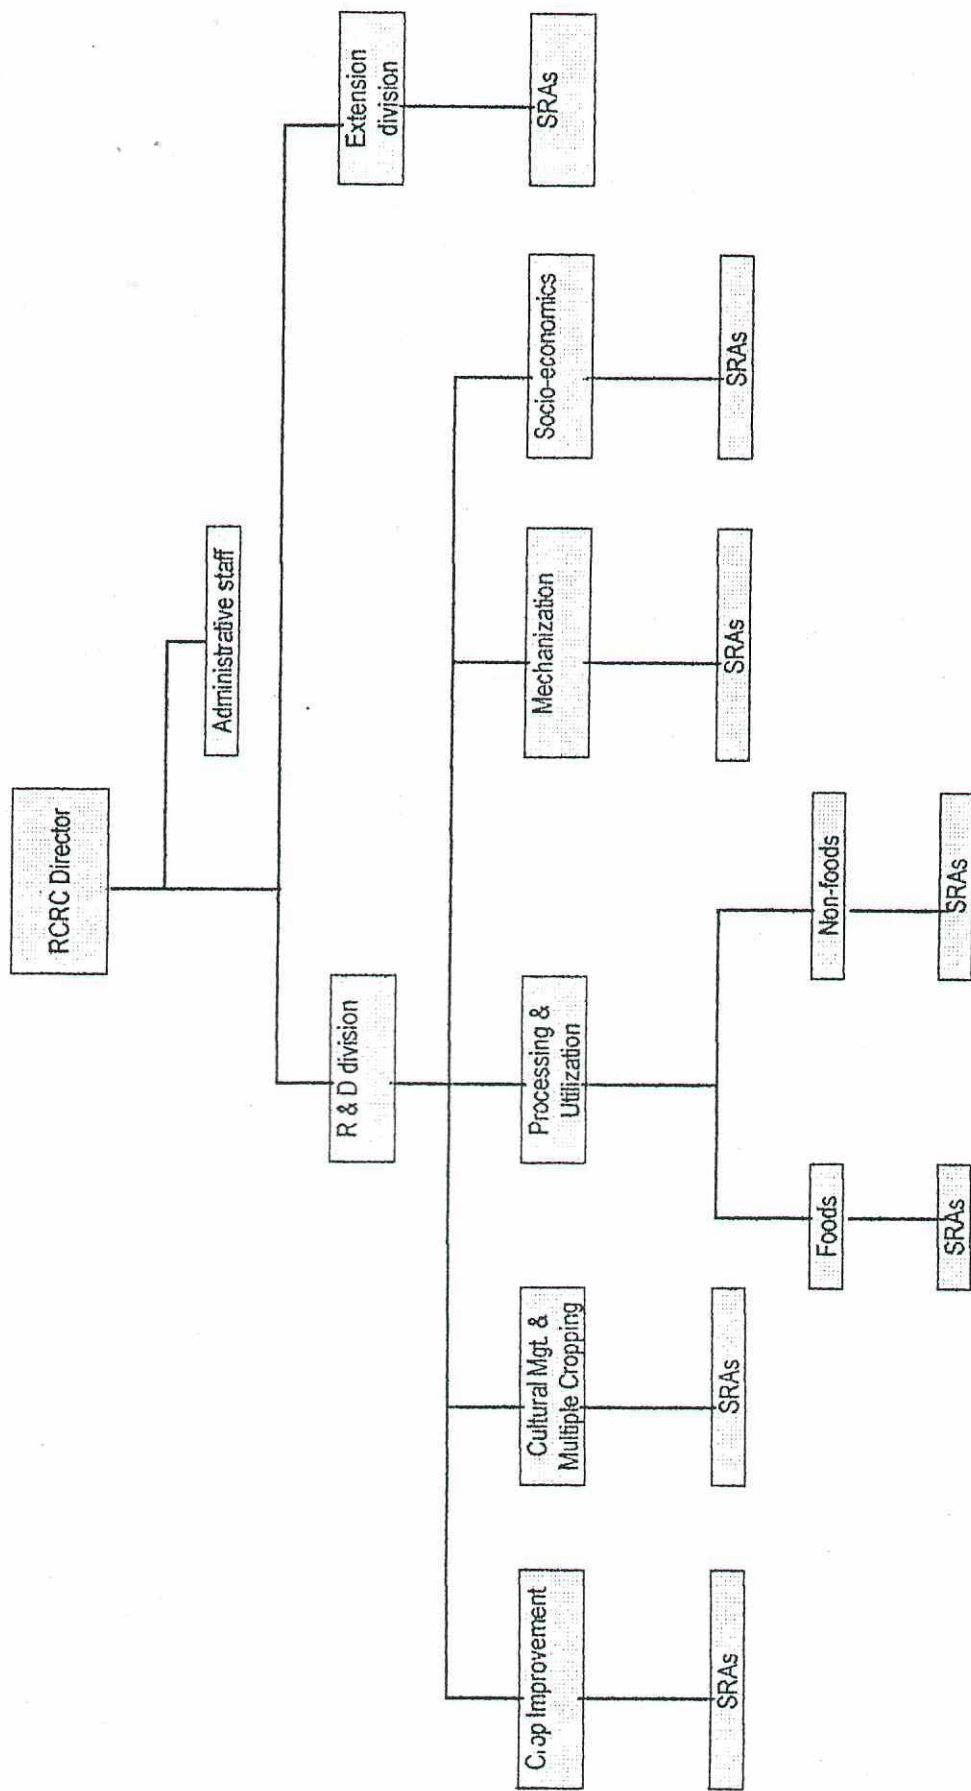 RCRC Director
Administrative staff
R & D division
Extension
division
Crop Improvement
Cultural Mgt. &
Multiple Cropping
Processing &
Utilization
Mechanization
Socio-economics
SRAs
SRAs
SRAs
SRAs
SRAs
Foods
Non-foods
SRAs
SRAs